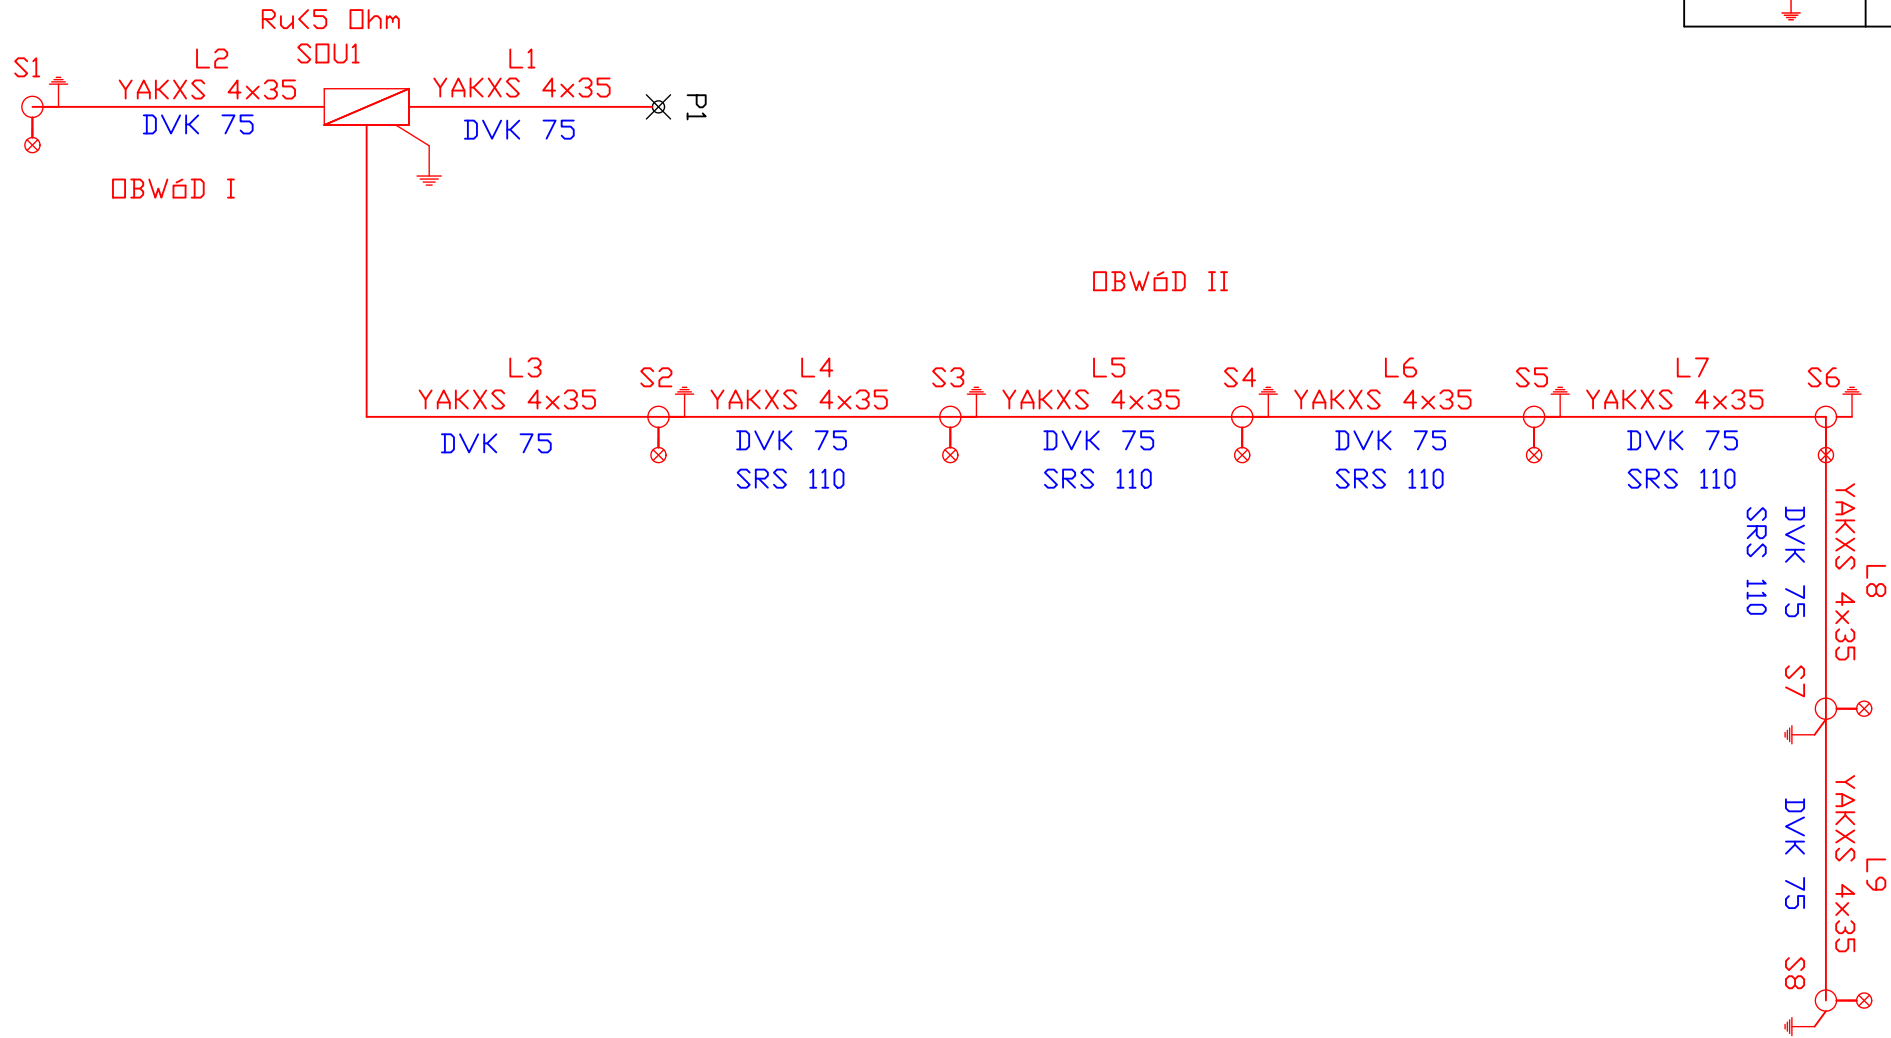 Ru<5 Ohm
SOU1
S1
L2
YAKXS 4x35
DVK 75
L1
YAKXS 4x35
DVK 75
P1
OBWóD I
OBWóD II
L3
YAKXS 4x35
DVK 75
S2
L4
YAKXS 4x35
DVK 75
SRS 110
S3
L5
YAKXS 4x35
DVK 75
SRS 110
S4
L6
YAKXS 4x35
DVK 75
SRS 110
S5
L7
YAKXS 4x35
DVK 75
SRS 110
S6
L8
YAKXS 4x35
DVK 75
SRS 110
S7
L9
YAKXS 4x35
DVK 75
S8